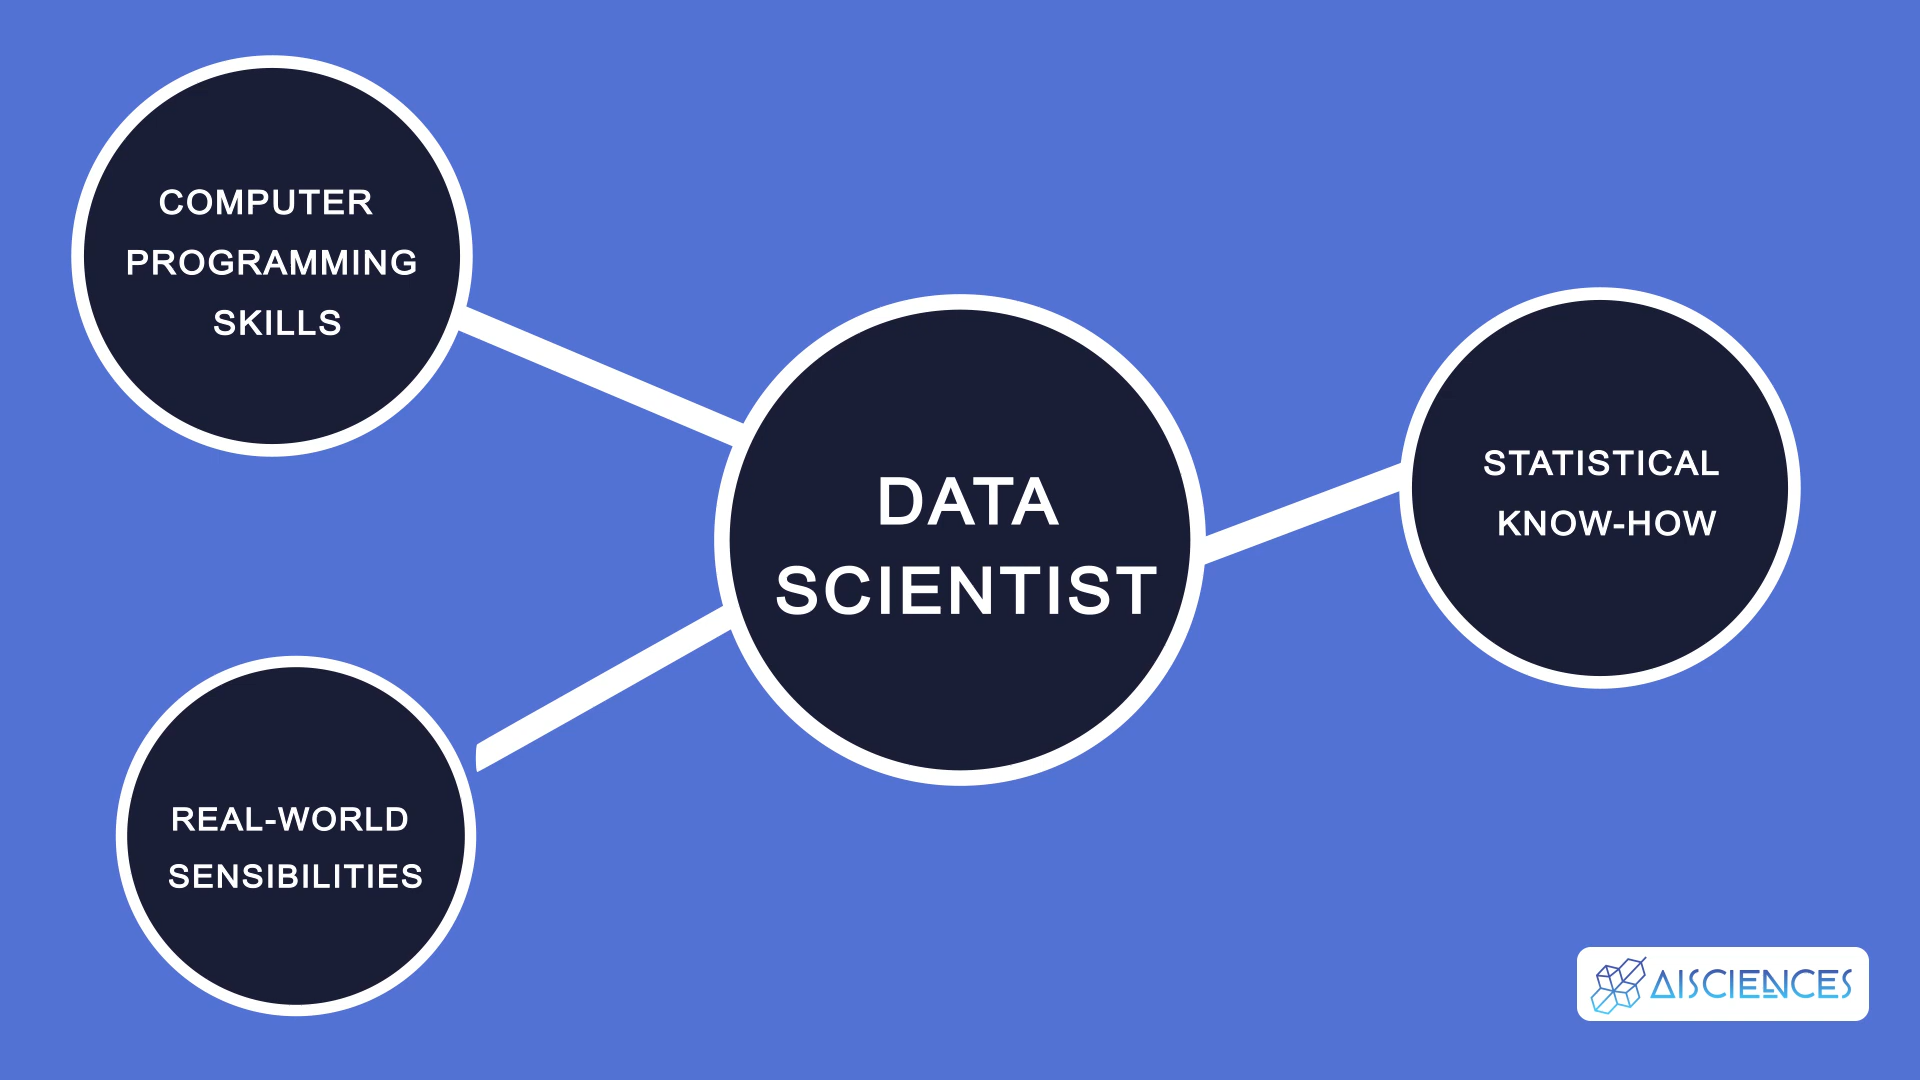 COMPUTER
PROGRAMMING
SKILLS
DATA
SCIENTIST
STATISTICAL
KNOW-HOW
REAL-WORLD
SENSIBILITIES
AISCIENCES